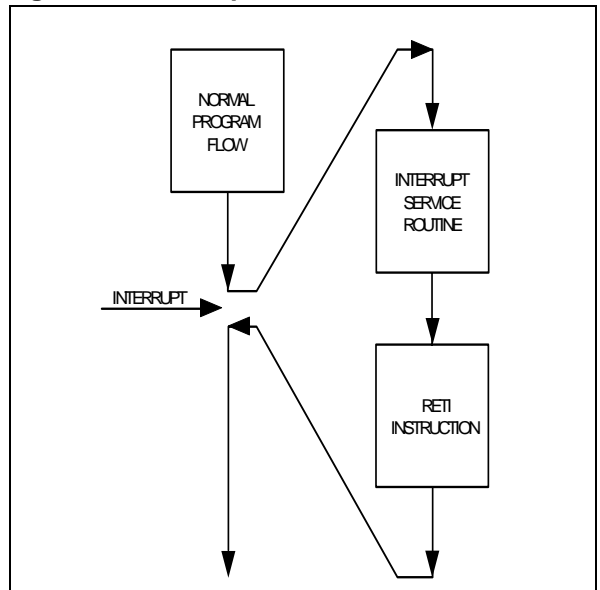 NORMAL
PROGRAM
FLOW
INTERRUPT
SERVICE
ROUTINE
INTERRUPT
RETI
INSTRUCTION